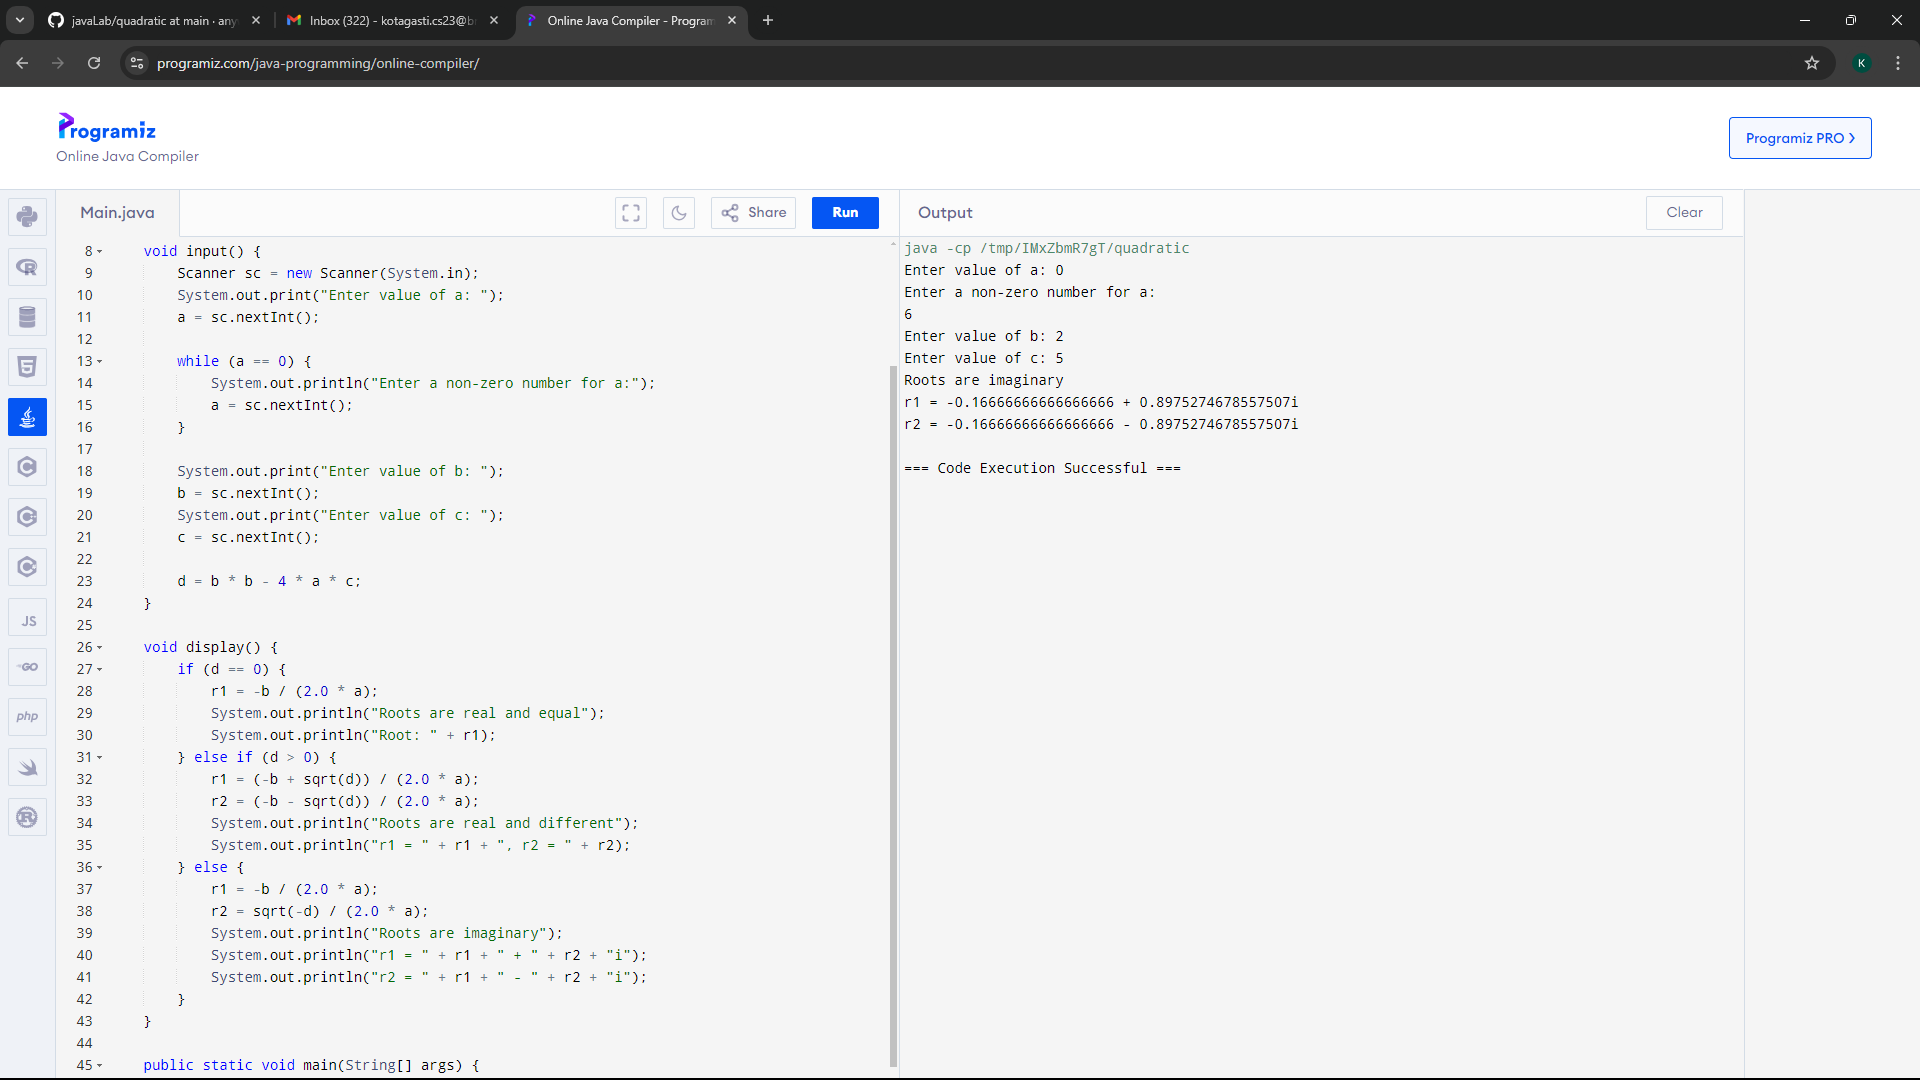 javaLab/quadratic at main · any
Inbox (322) - kotagasti.cs23@b
Online Java Compiler - Program
programiz.com/java-programming/online-compiler/
K
Programiz
Online Java Compiler
Programiz PRO
Main.java
Share
Run
Output
Clear
8 void input() {
9 Scanner sc = new Scanner(System.in);
10 System.out.print("Enter value of a: ");
11 a = sc.nextInt();
12
13 while (a == 0) {
14 System.out.println("Enter a non-zero number for a:");
15 a = sc.nextInt();
16 }
17
18 System.out.print("Enter value of b: ");
19 b = sc.nextInt();
20 System.out.print("Enter value of c: ");
21 c = sc.nextInt();
22
23 d = b * b - 4 * a * c;
24 }
25
26 void display() {
27 if (d == 0) {
28 r1 = -b / (2.0 * a);
29 System.out.println("Roots are real and equal");
30 System.out.println("Root: " + r1);
31 } else if (d > 0) {
32 r1 = (-b + sqrt(d)) / (2.0 * a);
33 r2 = (-b - sqrt(d)) / (2.0 * a);
34 System.out.println("Roots are real and different");
35 System.out.println("r1 = " + r1 + ", r2 = " + r2);
36 } else {
37 r1 = -b / (2.0 * a);
38 r2 = sqrt(-d) / (2.0 * a);
39 System.out.println("Roots are imaginary");
40 System.out.println("r1 = " + r1 + " + " + r2 + "i");
41 System.out.println("r2 = " + r1 + " - " + r2 + "i");
42 }
43 }
44
45 public static void main(String[] args) {
java -cp /tmp/IMxZbmR7gT/quadratic
Enter value of a: 0
Enter a non-zero number for a:
6
Enter value of b: 2
Enter value of c: 5
Roots are imaginary
r1 = -0.16666666666666666 + 0.8975274678557507i
r2 = -0.16666666666666666 - 0.8975274678557507i
=== Code Execution Successful ===
R
5
C
C
C
JS
GO
php
R